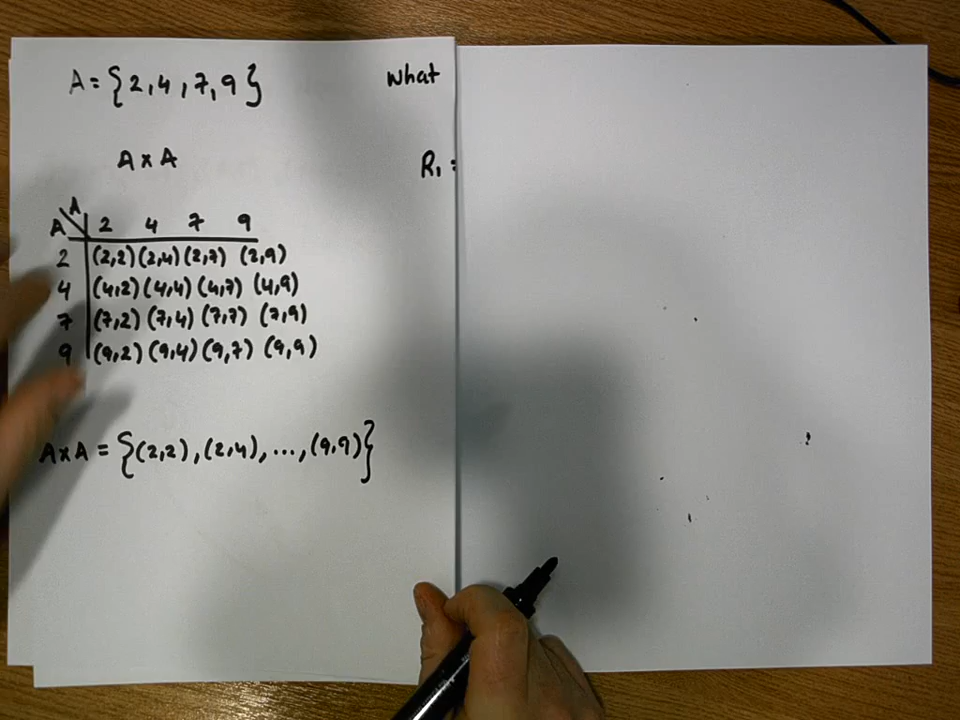 A = {2, 4, 7, 9}
What
A x A
R₁ :
A
A 2 4 7 9
2 (2,2) (2,4) (2,7) (2,9)
4 (4,2) (4,4) (4,7) (4,9)
7 (7,2) (7,4) (7,7) (7,9)
9 (9,2) (9,4) (9,7) (9,9)
AxA = {(2,2), (2,4), ..., (9,9)}